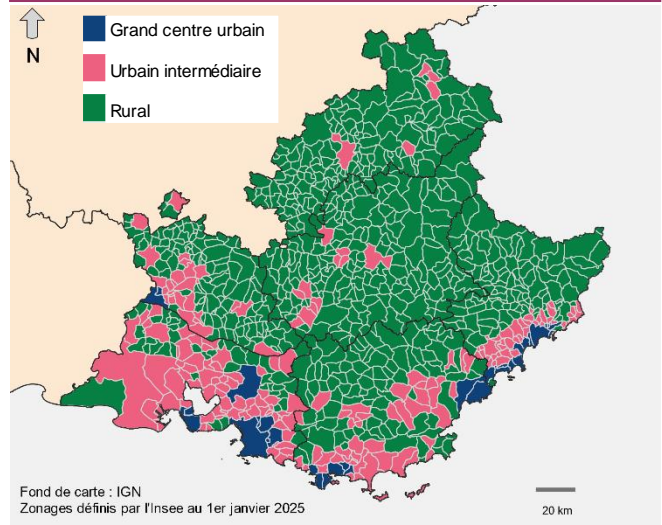 N
Grand centre urbain
Urbain intermédiaire
Rural
Fond de carte : IGN
Zonages définis par l'Insee au 1er janvier 2025
20 km